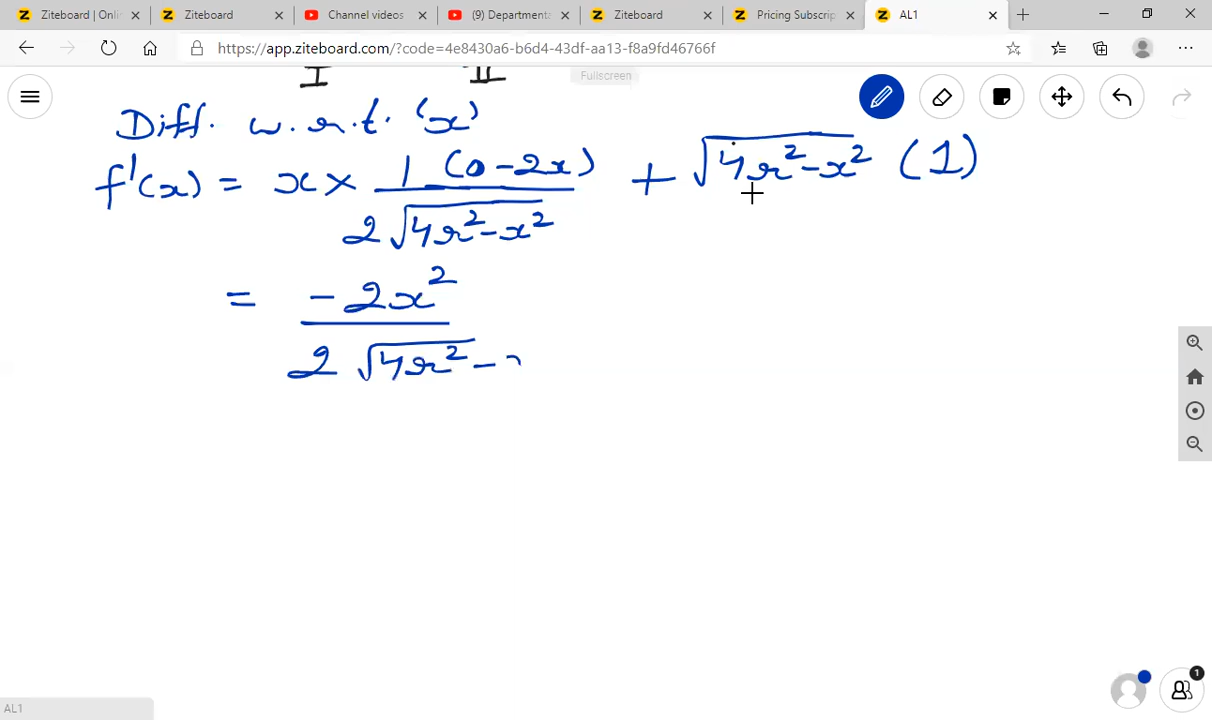 Ziteboard | Onl
Ziteboard
Channel videos
(9) Departmenta
Ziteboard
Pricing Subscrip
AL1
https://app.ziteboard.com/?code=4e8430a6-b6d4-43df-aa13-f8a9fd46766f
I II
Fullscreen
Diff. w.r.t. (x)
f'(x) = x × 1 (0-2x) / 2 √4r²-x² + √4r²-x² (1)
= -2x² / 2 √4r² -
1
AL1